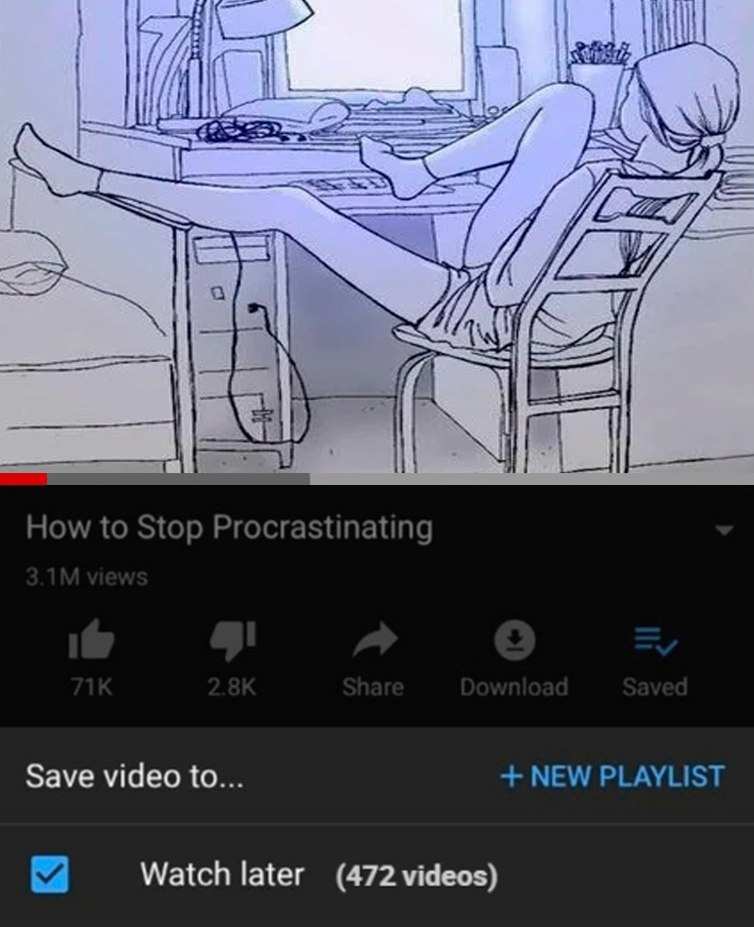 How to Stop Procrastinating
3.1M views
71K 2.8K Share Download Saved
Save video to... + NEW PLAYLIST
Watch later (472 videos)